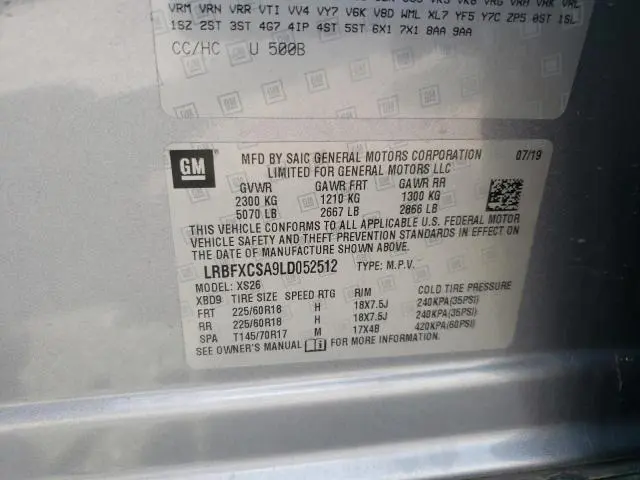 VRM VRN VRR VTI VV4 VY7 V6K V8D WML XL7 YF5 Y7C ZP5 0ST 1SL
1SZ 2ST 3ST 4G7 4IP 4ST 5ST 6X1 7X1 8AA 9AA
CC/HC U 500B
GM
MFD BY SAIC GENERAL MOTORS CORPORATION 07/19
LIMITED FOR GENERAL MOTORS LLC
GVWR GAWR FRT GAWR RR
2300 KG 1210 KG 1300 KG
5070 LB 2667 LB 2866 LB
THIS VEHICLE CONFORMS TO ALL APPLICABLE U.S. FEDERAL MOTOR
VEHICLE SAFETY AND THEFT PREVENTION STANDARDS IN EFFECT ON
THE DATE OF MANUFACTURE SHOWN ABOVE.
LRBFXCSA9LD052512 TYPE: M.P.V.
MODEL: XS26
XBD9 TIRE SIZE SPEED RTG RIM COLD TIRE PRESSURE
FRT 225/60R18 H 18X7.5J 240KPA(35PSI)
RR 225/60R18 H 18X7.5J 240KPA(35PSI)
SPA T145/70R17 M 17X4B 420KPA(60PSI)
SEE OWNER'S MANUAL FOR MORE INFORMATION.